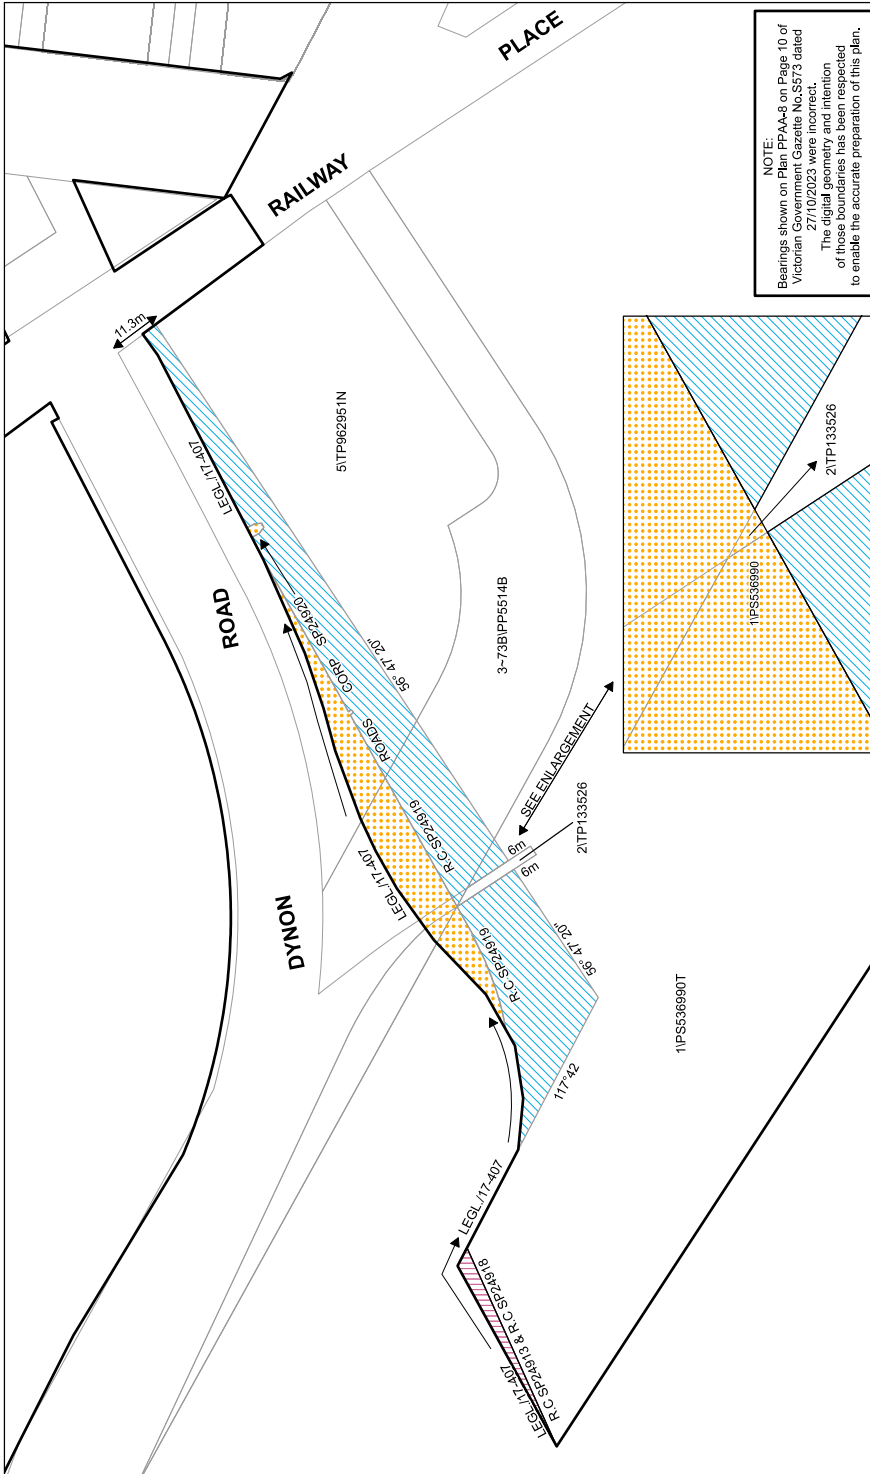 PLACE
RAILWAY
NOTE:
Bearings shown on Plan PPAA-8 on Page 10 of
Victorian Government Gazette No.S573 dated
27/10/2023 were incorrect.
The digital geometry and intention
of those boundaries has been respected
to enable the accurate preparation of this plan.
11.3m
5\TP962951N
LEGL./17-407
ROAD
ROADS CORP SP24920
56° 47' 20"
3~73B\PP5514B
2\TP133526
1\PS536990
SEE ENLARGEMENT
R.C SP24919
LEGL./17-407
6m
6m
2\TP133526
DYNON
R.C SP24919
56° 47' 20"
1\PS536990T
117°42
LEGL./17-407
R.C SP24913 & R.C SP24918
LEGL./17-407